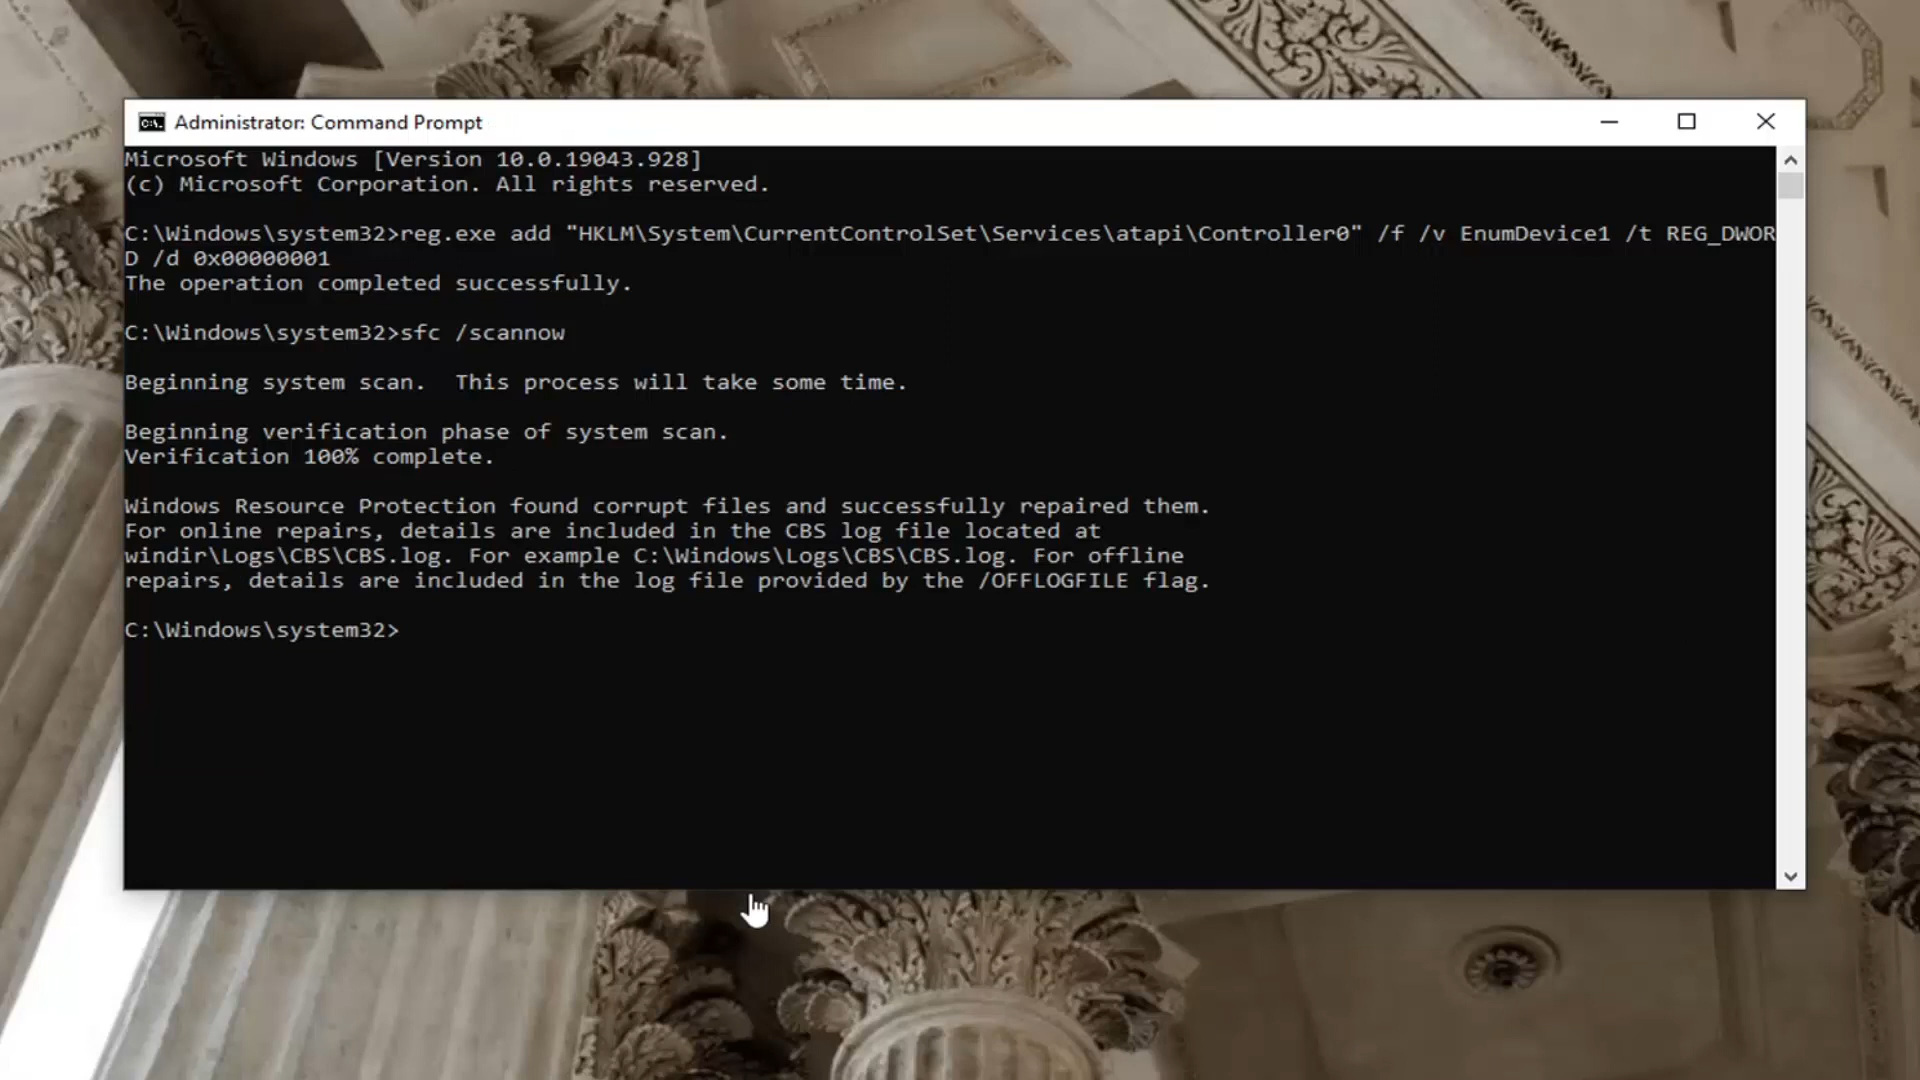 Administrator: Command Prompt
Microsoft Windows [Version 10.0.19043.928]
(c) Microsoft Corporation. All rights reserved.
C:\Windows\system32>reg.exe add "HKLM\System\CurrentControlSet\Services\atapi\Controller0" /f /v EnumDevice1 /t REG_DWOR
D /d 0x00000001
The operation completed successfully.
C:\Windows\system32>sfc /scannow
Beginning system scan.  This process will take some time.
Beginning verification phase of system scan.
Verification 100% complete.
Windows Resource Protection found corrupt files and successfully repaired them.
For online repairs, details are included in the CBS log file located at
windir\Logs\CBS\CBS.log. For example C:\Windows\Logs\CBS\CBS.log. For offline
repairs, details are included in the log file provided by the /OFFLOGFILE flag.
C:\Windows\system32>